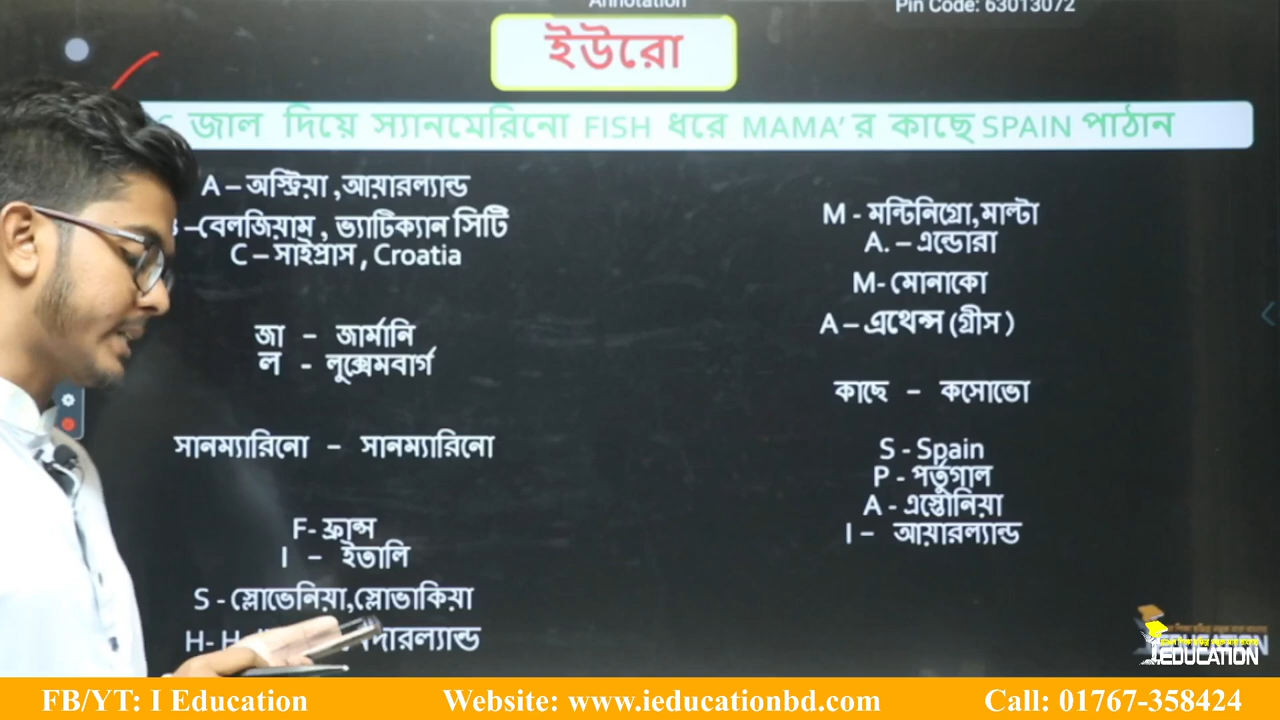 Annotation
Pin Code: 63013072
ইউরো
জাল দিয়ে স্যানমেরিনো FISH ধরে MAMA' র কাছে SPAIN পাঠান
A – অস্ট্রিয়া ,আয়ারল্যান্ড
–বেলজিয়াম , ভ্যাটিক্যান সিটি
C – সাইপ্রাস , Croatia
জা – জার্মানি
ল - লুক্সেমবার্গ
সানম্যারিনো – সানম্যারিনো
F- ফ্রান্স
I – ইতালি
S - স্লোভেনিয়া,স্লোভাকিয়া
H-
M - মন্টিনিগ্রো,মাল্টা
A. – এন্ডোরা
M- মোনাকো
A – এথেন্স (গ্রীস )
কাছে – কসোভো
S - Spain
P - পর্তুগাল
A - এস্তোনিয়া
I – আয়ারল্যান্ড
EDUCATION
FB/YT: I Education
Website: www.ieducationbd.com
Call: 01767-358424